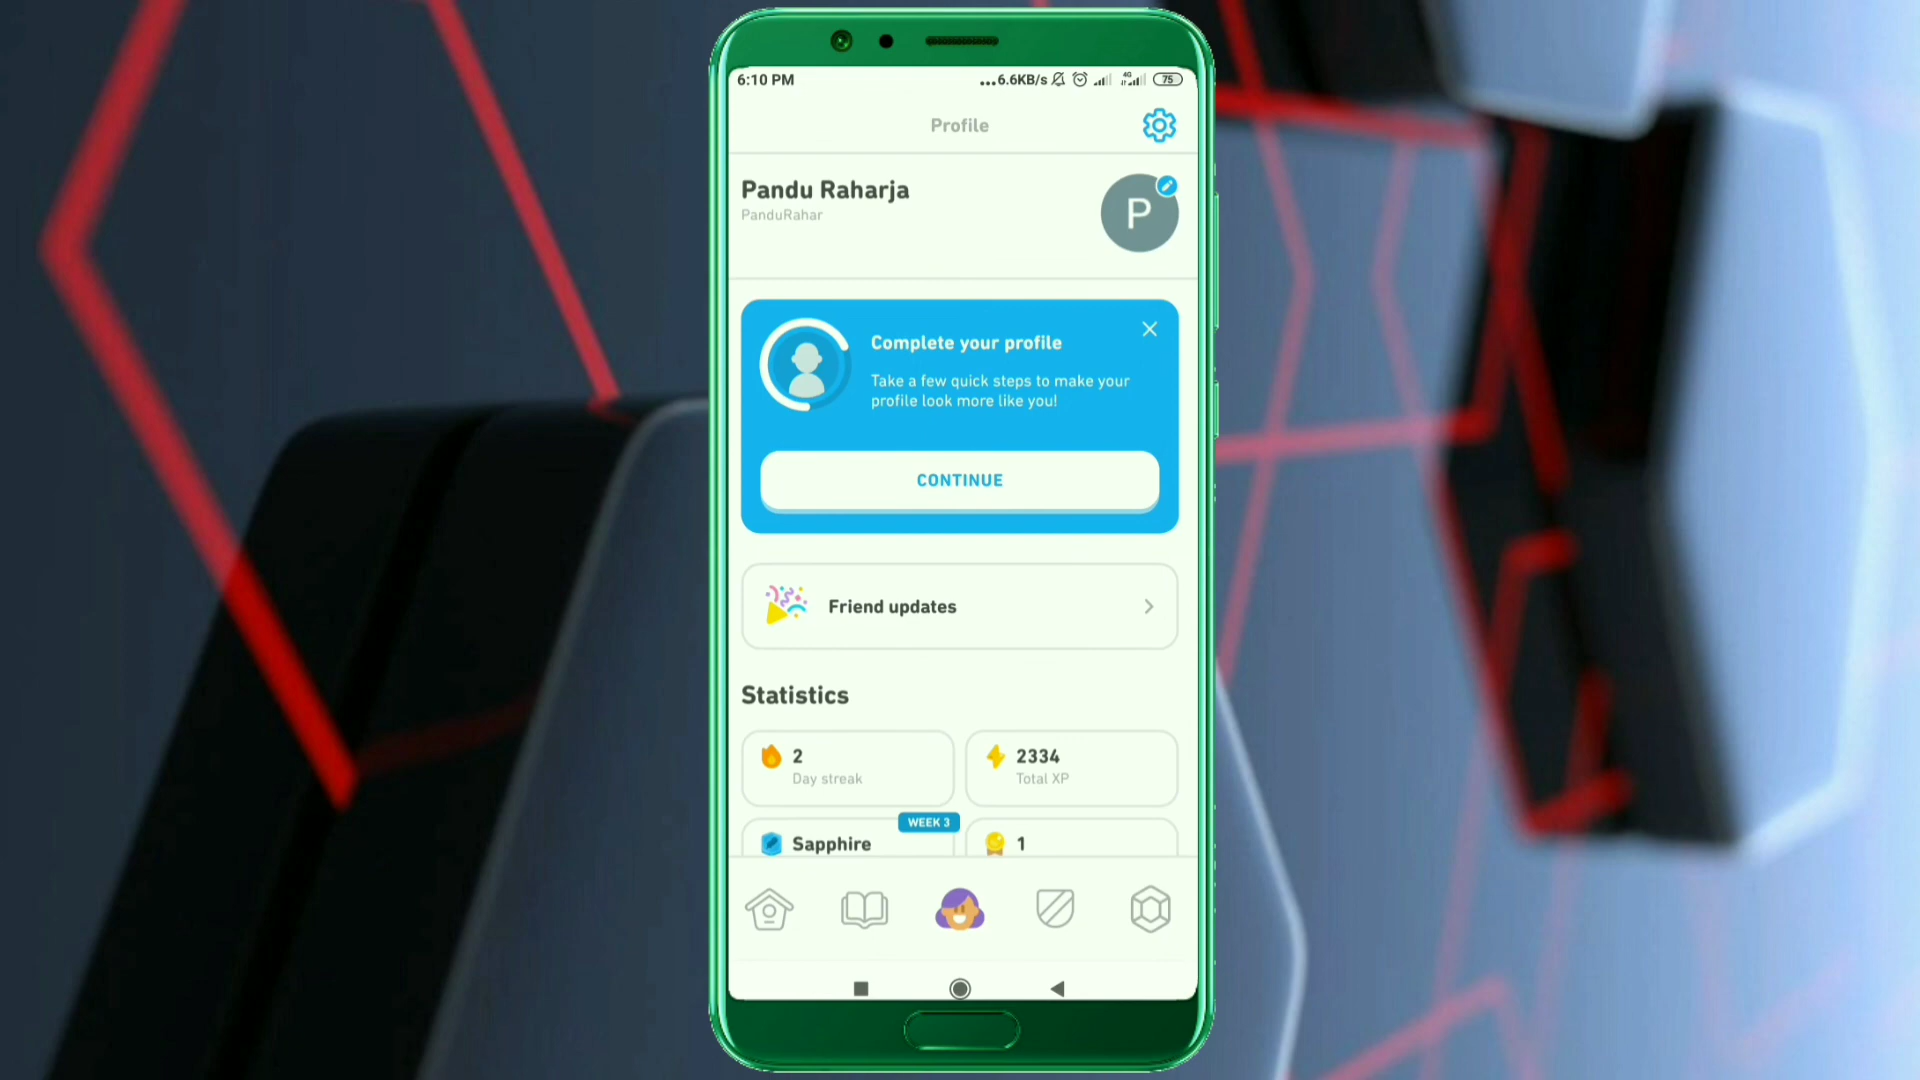 6:10 PM
...6.6KB/s 4G 75
Profile
Pandu Raharja
PanduRahar
P
Complete your profile
Take a few quick steps to make your
profile look more like you!
CONTINUE
Friend updates
Statistics
2
Day streak
2334
Total XP
WEEK 3
Sapphire
1